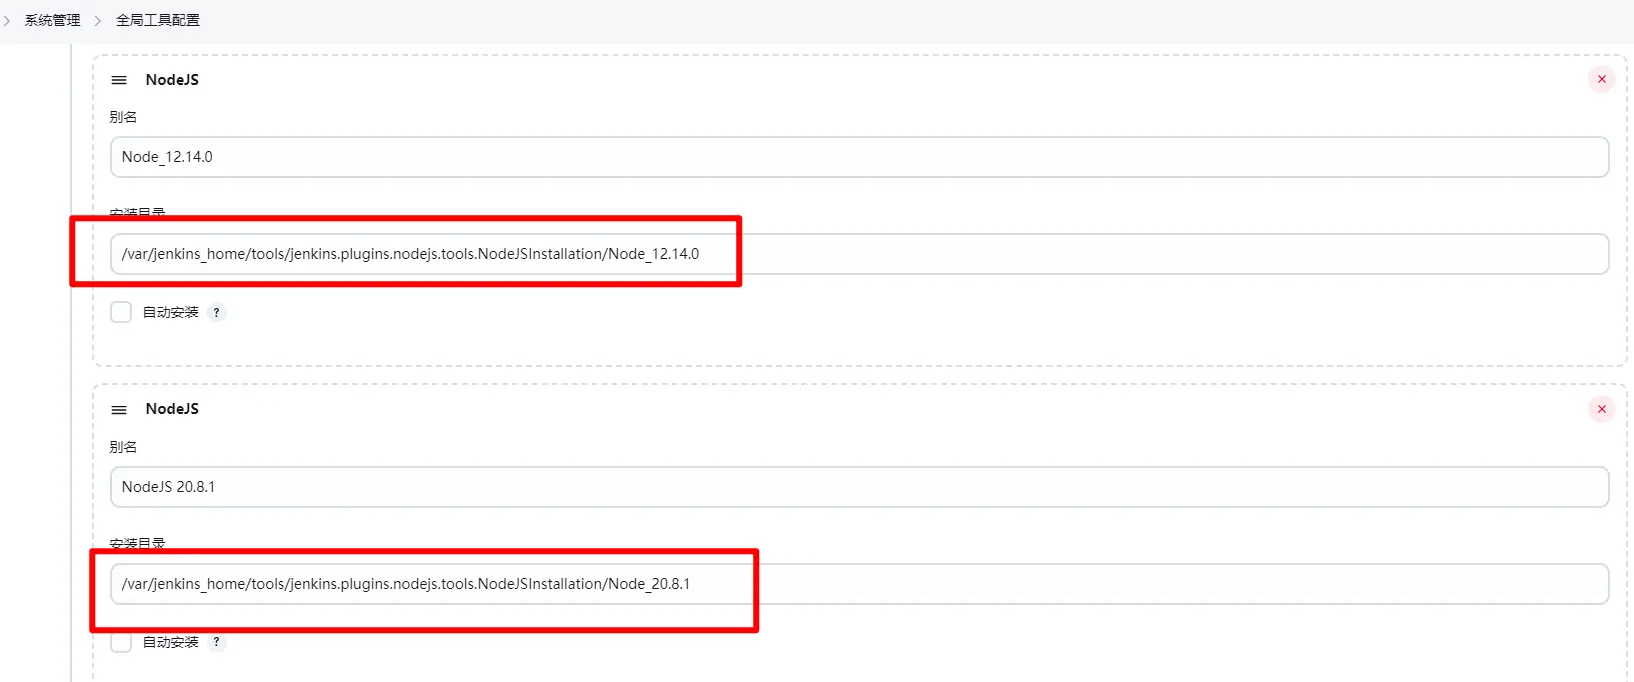 系统管理 > 全局工具配置
NodeJS
别名
Node_12.14.0
安装目录
/var/jenkins_home/tools/jenkins.plugins.nodejs.tools.NodeJSInstallation/Node_12.14.0
自动安装 ?
NodeJS
别名
NodeJS 20.8.1
安装目录
/var/jenkins_home/tools/jenkins.plugins.nodejs.tools.NodeJSInstallation/Node_20.8.1
自动安装 ?